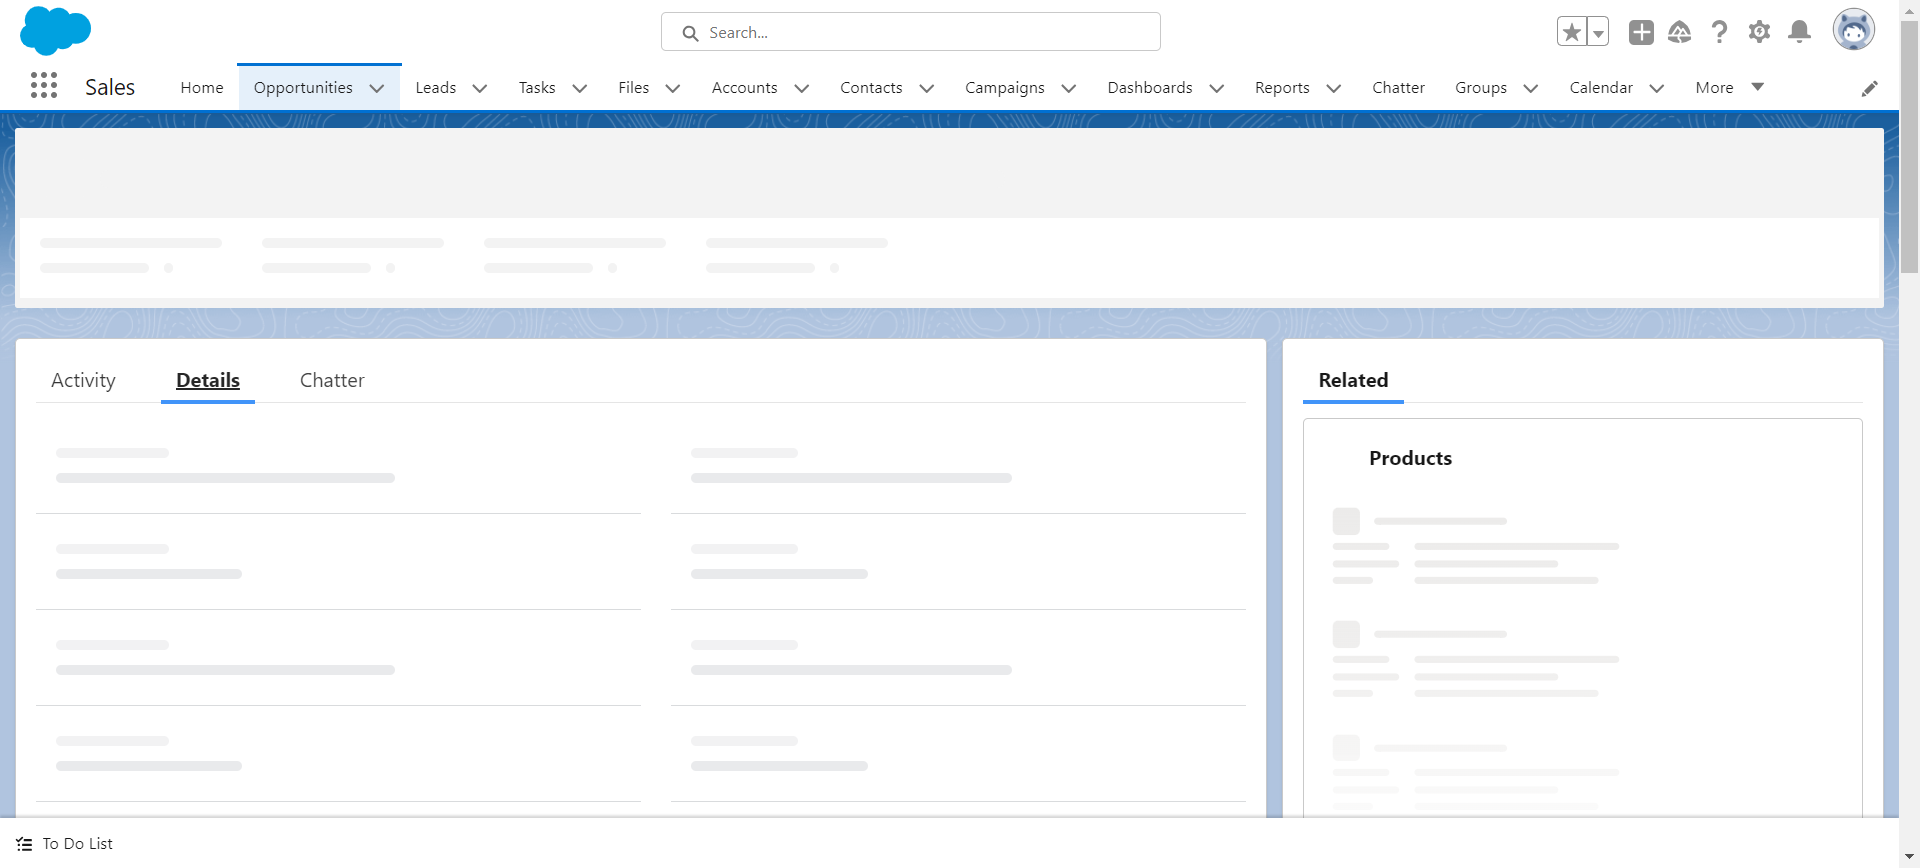 Search...
Sales
Home
Opportunities
Leads
Tasks
Files
Accounts
Contacts
Campaigns
Dashboards
Reports
Chatter
Groups
Calendar
More
Activity
Details
Chatter
Related
Products
To Do List